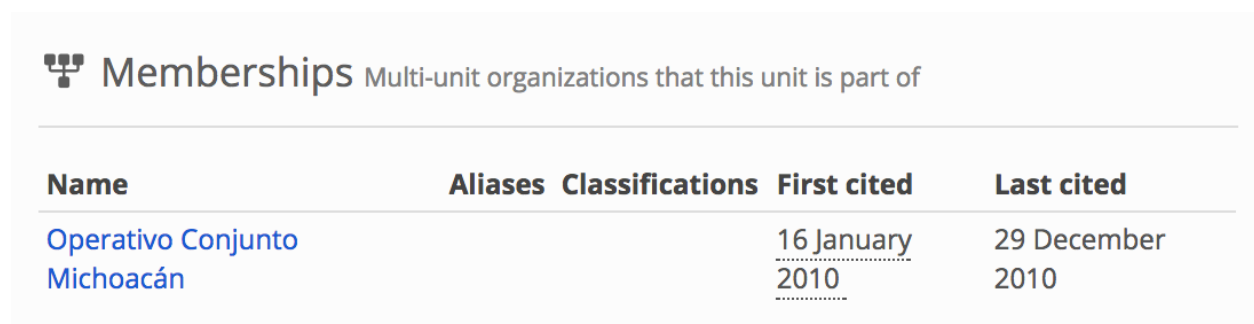 Memberships Multi-unit organizations that this unit is part of
Name Aliases Classifications First cited Last cited
Operativo Conjunto 16 January 29 December
Michoacán 2010 2010